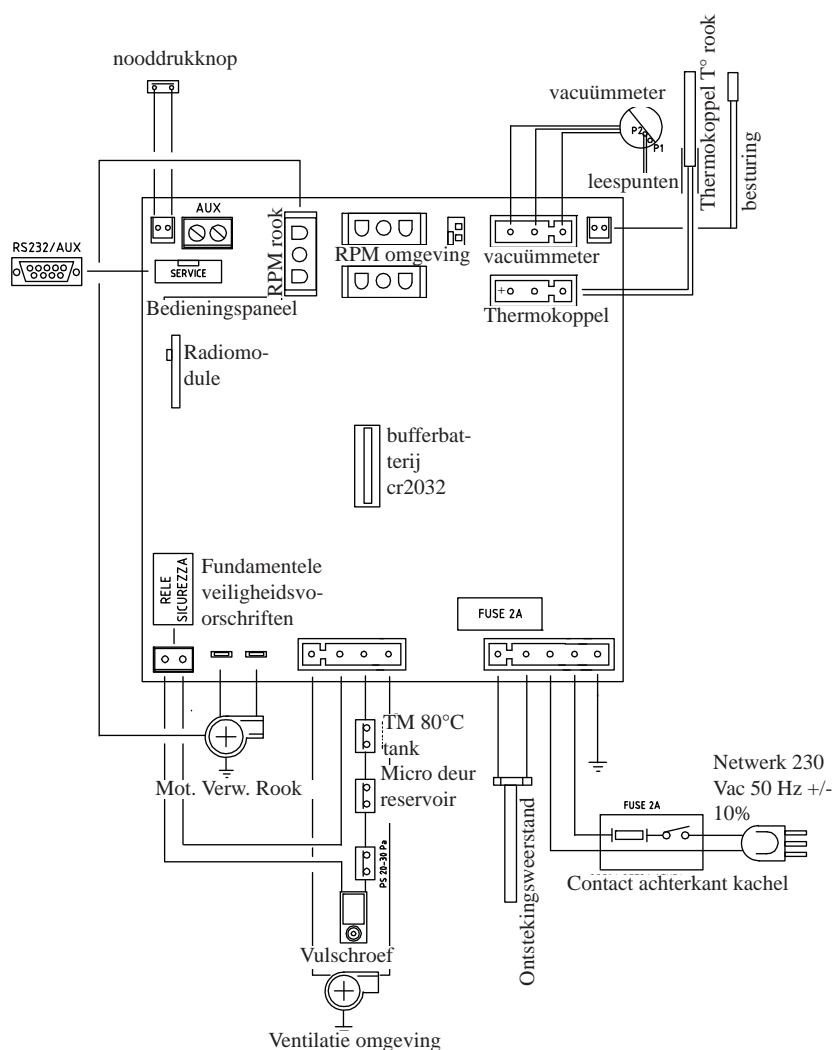 nooddrukknop
vacuümmeter
P2
P1
leespunten
Thermokoppel T° rook
besturing
AUX
RS232/AUX
SERVICE
RPM rook
RPM omgeving
vacuümmeter
Bedieningspaneel
+
Thermokoppel
Radiomo-
dule
bufferbat-
terij
cr2032
RELE
SICUREZZA
Fundamentele
veiligheidsvo-
orschriften
FUSE 2A
TM 80°C
tank
Mot. Verw. Rook
Micro deur
reservoir
PS 20-30 Pa
Vulschroef
Ventilatie omgeving
Ontstekingsweerstand
Netwerk 230
Vac 50 Hz +/-
10%
FUSE 2A
Contact achterkant kachel